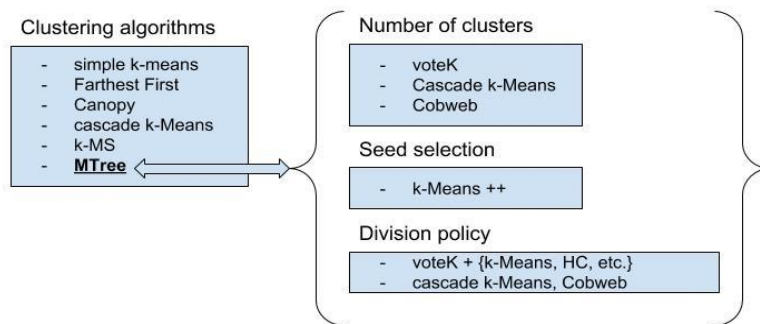 Clustering algorithms
- simple k-means
- Farthest First
- Canopy
- cascade k-Means
- k-MS
- MTree
Number of clusters
- voteK
- Cascade k-Means
- Cobweb
Seed selection
- k-Means ++
Division policy
- voteK + {k-Means, HC, etc.}
- cascade k-Means, Cobweb